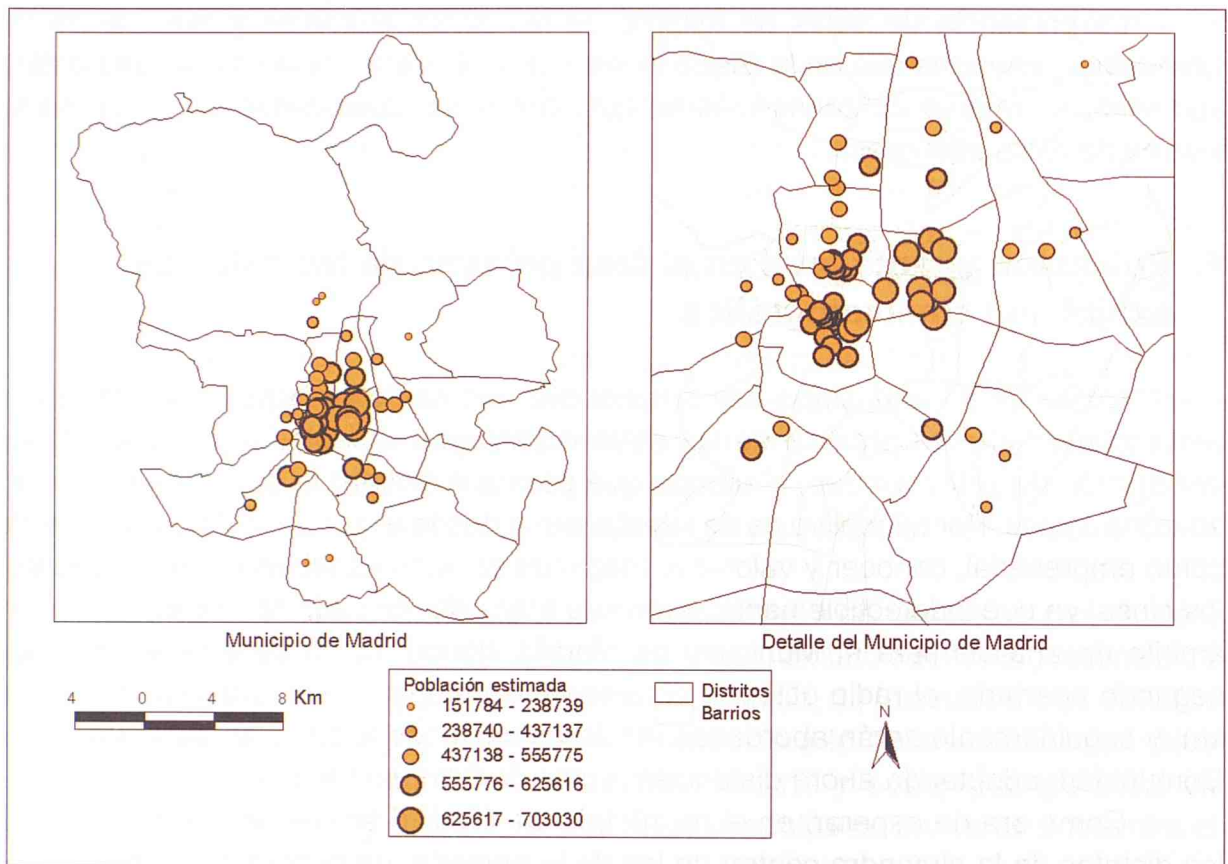 Municipio de Madrid
Detalle del Municipio de Madrid
4 0 4 8 Km
Población estimada
151784 - 238739
238740 - 437137
437138 - 555775
555776 - 625616
625617 - 703030
Distritos
Barrios
N